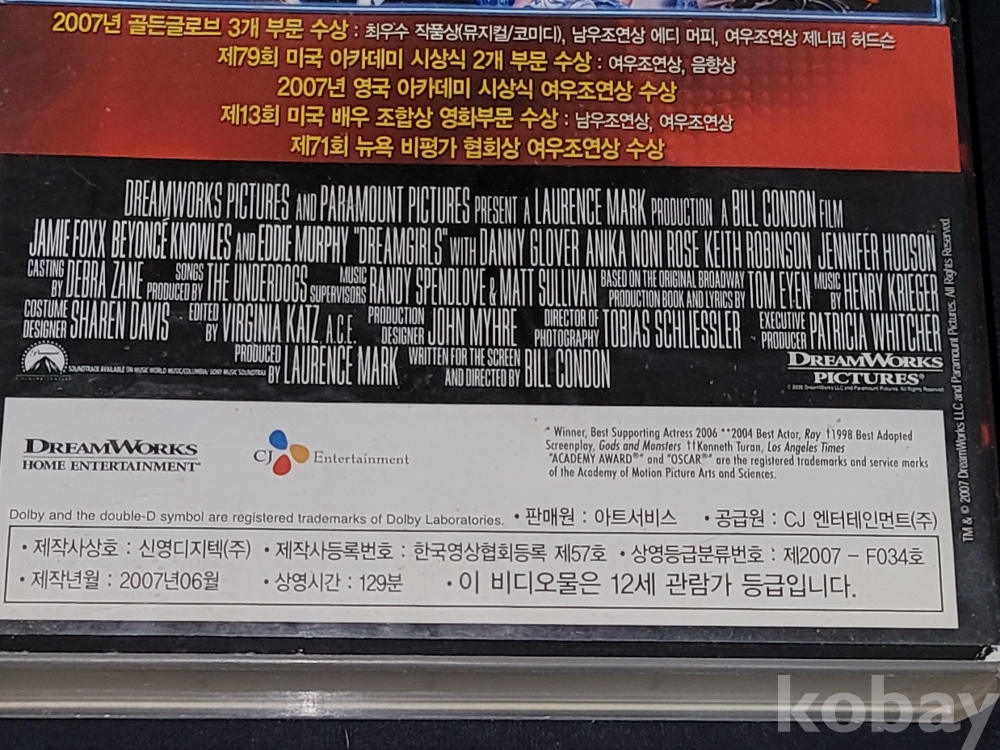 2007년 골든글로브 3개 부문 수상 : 최우수 작품상(뮤지컬/코미디), 남우조연상 에디 머피, 여우조연상 제니퍼 허드슨
제79회 미국 아카데미 시상식 2개 부문 수상 : 여우조연상, 음향상
2007년 영국 아카데미 시상식 여우조연상 수상
제13회 미국 배우 조합상 영화부문 수상 : 남우조연상, 여우조연상
제71회 뉴욕 비평가 협회상 여우조연상 수상
DREAMWORKS PICTURES AND PARAMOUNT PICTURES PRESENT A LAURENCE MARK PRODUCTION A BILL CONDON FILM
JAMIE FOXX BEYONCÉ KNOWLES AND EDDIE MURPHY "DREAMGIRLS" WITH DANNY GLOVER ANIKA NONI ROSE KEITH ROBINSON JENNIFER HUDSON
CASTING BY DEBRA ZANE SONGS PRODUCED BY THE UNDERDOGS MUSIC SUPERVISORS RANDY SPENDLOVE & MATT SULLIVAN BASED ON THE ORIGINAL BROADWAY PRODUCTION BOOK AND LYRICS BY TOM EYEN MUSIC BY HENRY KRIEGER
COSTUME DESIGNER SHAREN DAVIS EDITED BY VIRGINIA KATZ, A.C.E. PRODUCTION DESIGNER JOHN MYHRE DIRECTOR OF PHOTOGRAPHY TOBIAS SCHLIESSLER EXECUTIVE PRODUCER PATRICIA WHITCHER
PRODUCED BY LAURENCE MARK WRITTEN FOR THE SCREEN AND DIRECTED BY BILL CONDON
Paramount
SOUNDTRACK AVAILABLE ON MUSIC WORLD MUSIC/COLUMBIA/SONY MUSIC SOUNDTRAX
DREAMWORKS
PICTURES®
DREAMWORKS
HOME ENTERTAINMENT
CJ Entertainment
* Winner, Best Supporting Actress 2006 **2004 Best Actor, Ray †1998 Best Adapted
Screenplay, Gods and Monsters ††Kenneth Turan, Los Angeles Times
"ACADEMY AWARD®" and "OSCAR®" are the registered trademarks and service marks
of the Academy of Motion Picture Arts and Sciences.
Dolby and the double-D symbol are registered trademarks of Dolby Laboratories. • 판매원 : 아트서비스 • 공급원 : CJ 엔터테인먼트(주)
• 제작사상호 : 신영디지텍(주) • 제작사등록번호 : 한국영상협회등록 제57호 • 상영등급분류번호 : 제2007 - F034호
• 제작년월 : 2007년06월 • 상영시간 : 129분 • 이 비디오물은 12세 관람가 등급입니다.
TM & © 2007 DreamWorks LLC and Paramount Pictures. All Rights Reserved.
kobay